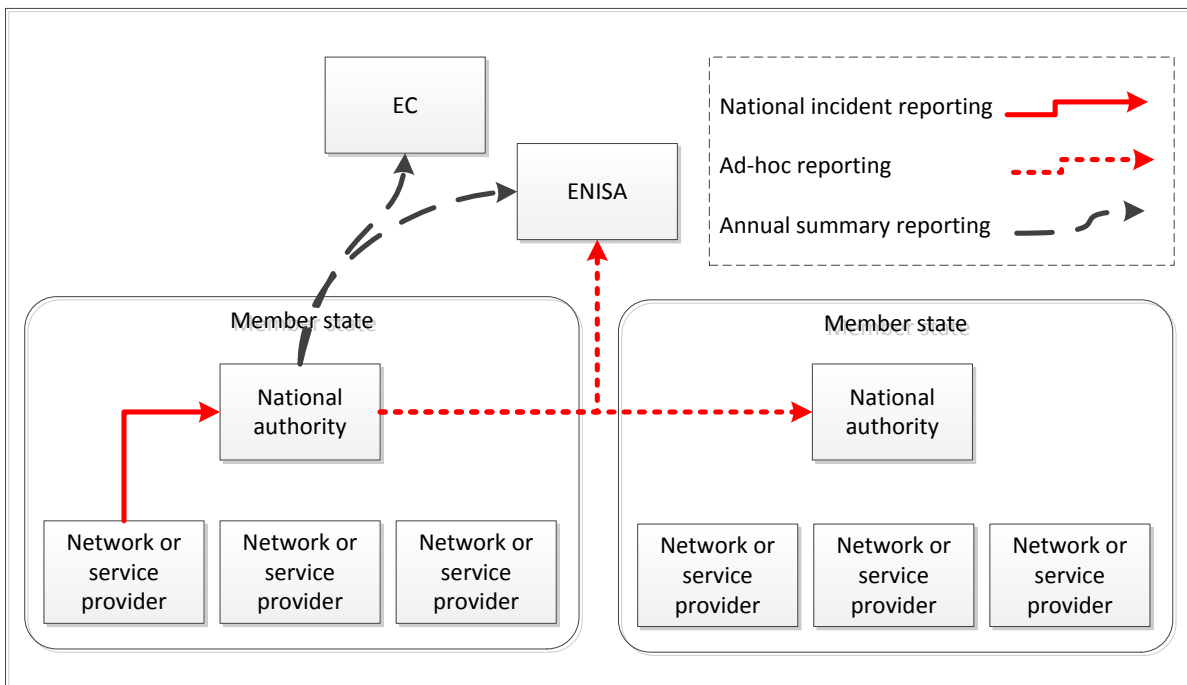 EC
ENISA
National incident reporting
Ad-hoc reporting
Annual summary reporting
Member state
National
authority
Network or
service
provider
Network or
service
provider
Network or
service
provider
Member state
National
authority
Network or
service
provider
Network or
service
provider
Network or
service
provider